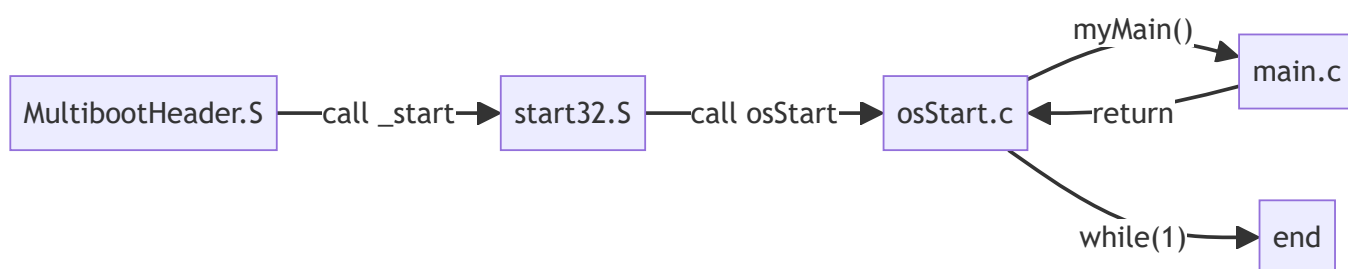 MultibootHeader.S
call _start
start32.S
call osStart
osStart.c
myMain()
main.c
return
while(1)
end